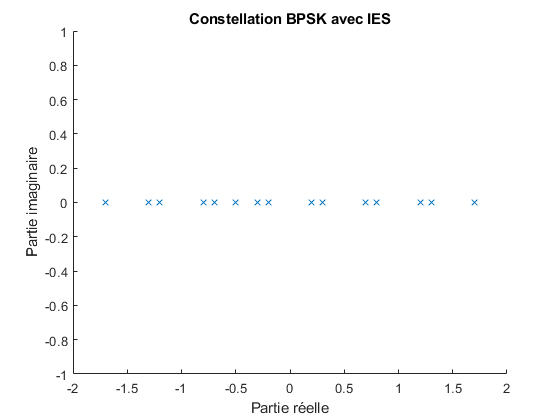 Constellation BPSK avec IES
1
0.8
0.6
0.4
0.2
0
-0.2
-0.4
-0.6
-0.8
-1
Partie imaginaire
-2 -1.5 -1 -0.5 0 0.5 1 1.5 2
Partie réelle